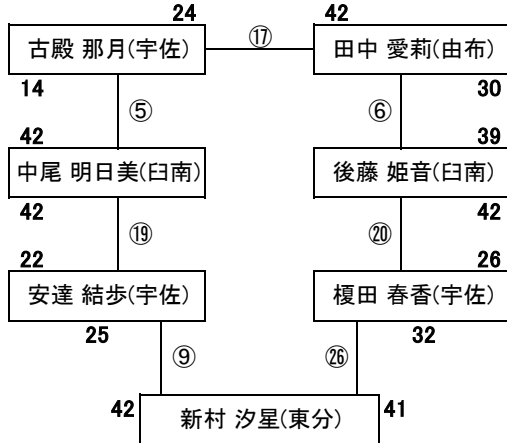 24 42
古殿 那月(宇佐) ⑰ 田中 愛莉(由布)
14 30
⑤ ⑥
42 39
中尾 明日美(臼南) 後藤 姫音(臼南)
42 42
⑲ ⑳
22 26
安達 結歩(宇佐) 榎田 春香(宇佐)
25 32
⑨ ㉖
42 新村 汐星(東分) 41